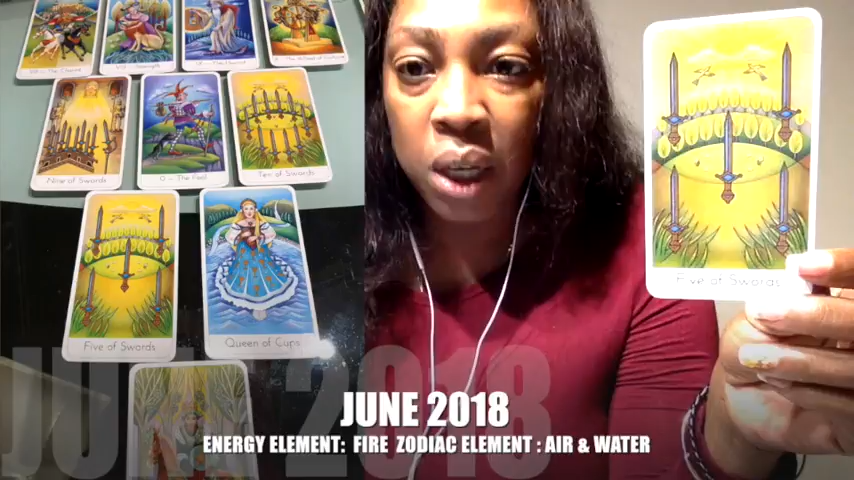 VII ~ The Chariot
VIII ~ Strength
IX ~ The Hermit
X ~ The Wheel of Fortune
Nine of Swords
0 ~ The Fool
Ten of Swords
Five of Swords
Five of Swords
Queen of Cups
JUNE 2018
JUNE 2018
ENERGY ELEMENT: FIRE ZODIAC ELEMENT : AIR & WATER